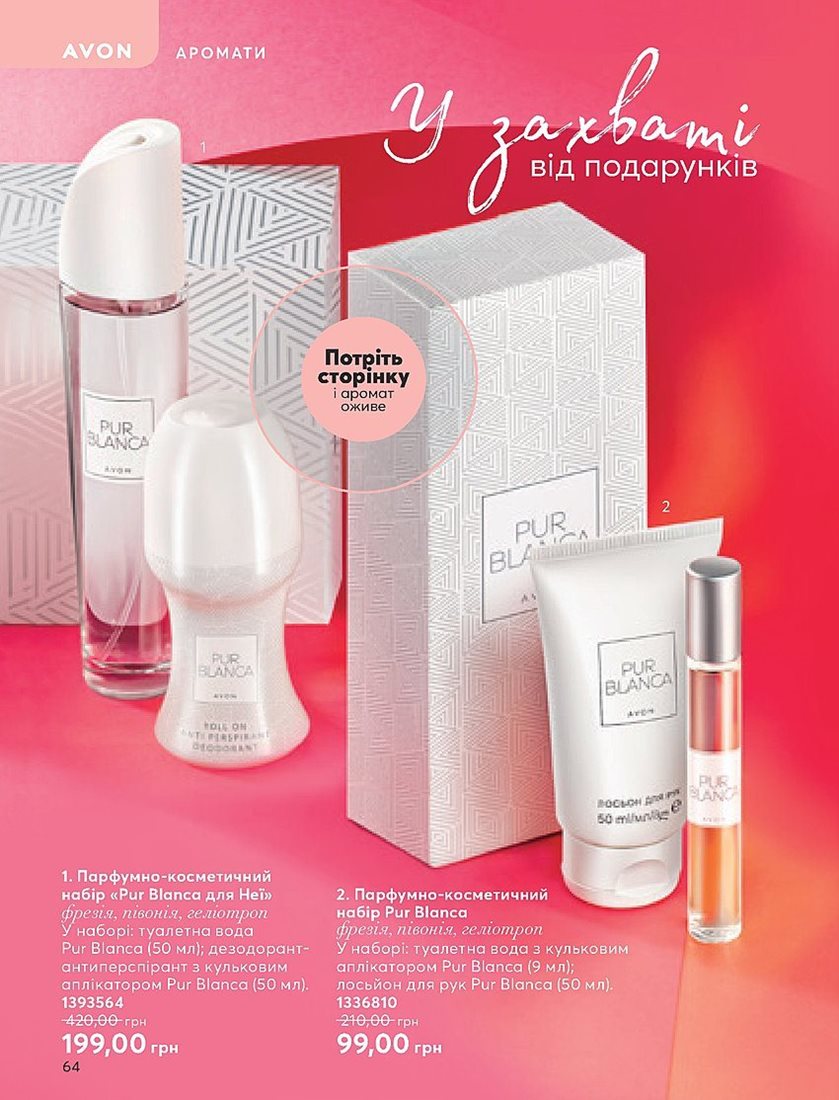 AVON
АРОМАТИ
У захваті
від подарунків
1
Потріть
сторінку
і аромат
оживе
PUR
BLANCA
AVON
PUR
BLANCA
AVON
2
PUR
BLANCA
AVON
ROLL ON
ANTI PERSPIRANT
DEODORANT
PUR
BLANCA
AVON
ЛОСЬОН ДЛЯ РУК
50 ml/мл/
PUR
BLANCA
AVON
1. Парфумно-косметичний
набір «Pur Blanca для Неї»
фрезія, півонія, геліотроп
У наборі: туалетна вода
Pur Blanca (50 мл); дезодорант-
антиперспірант з кульковим
аплікатором Pur Blanca (50 мл).
1393564
420,00 грн
199,00 грн
2. Парфумно-косметичний
набір Pur Blanca
фрезія, півонія, геліотроп
У наборі: туалетна вода з кульковим
аплікатором Pur Blanca (9 мл);
лосьйон для рук Pur Blanca (50 мл).
1336810
210,00 грн
99,00 грн
64